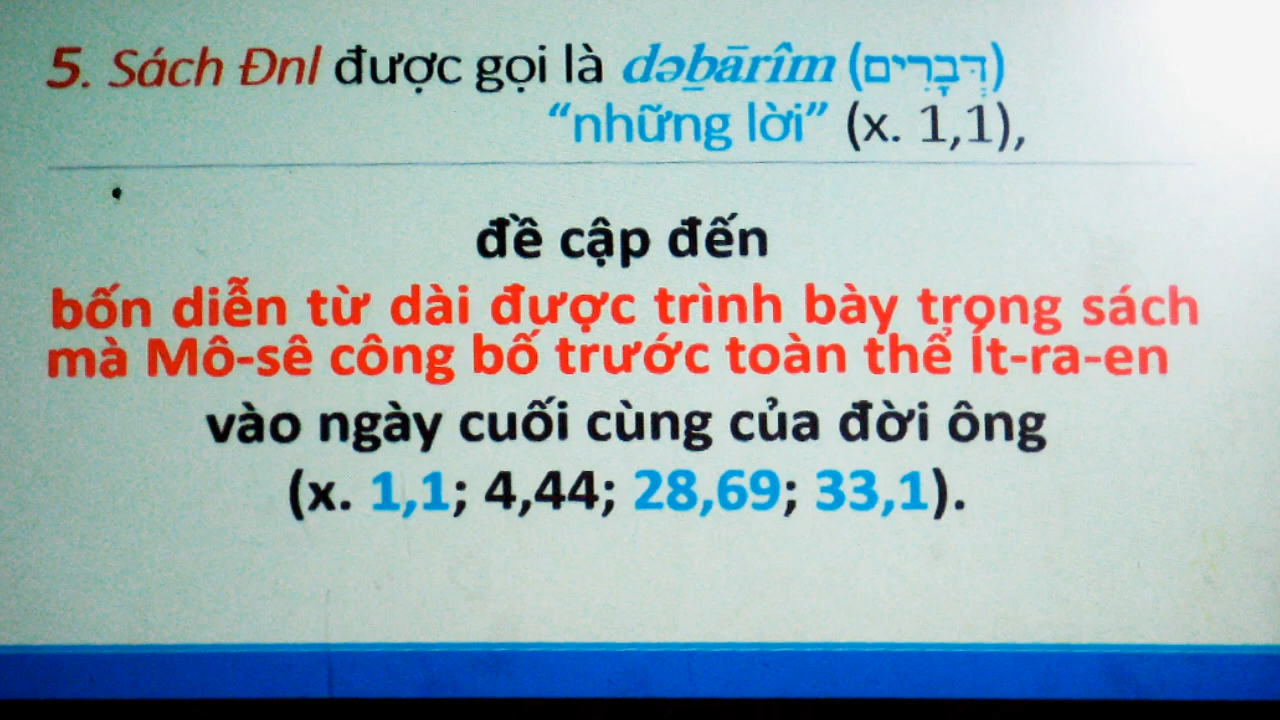 5. Sách Đnl được gọi là dəḇārîm (דְּבָרִים)
“những lời” (x. 1,1),
đề cập đến
bốn diễn từ dài được trình bày trong sách
mà Mô-sê công bố trước toàn thể Ít-ra-en
vào ngày cuối cùng của đời ông
(x. 1,1; 4,44; 28,69; 33,1).